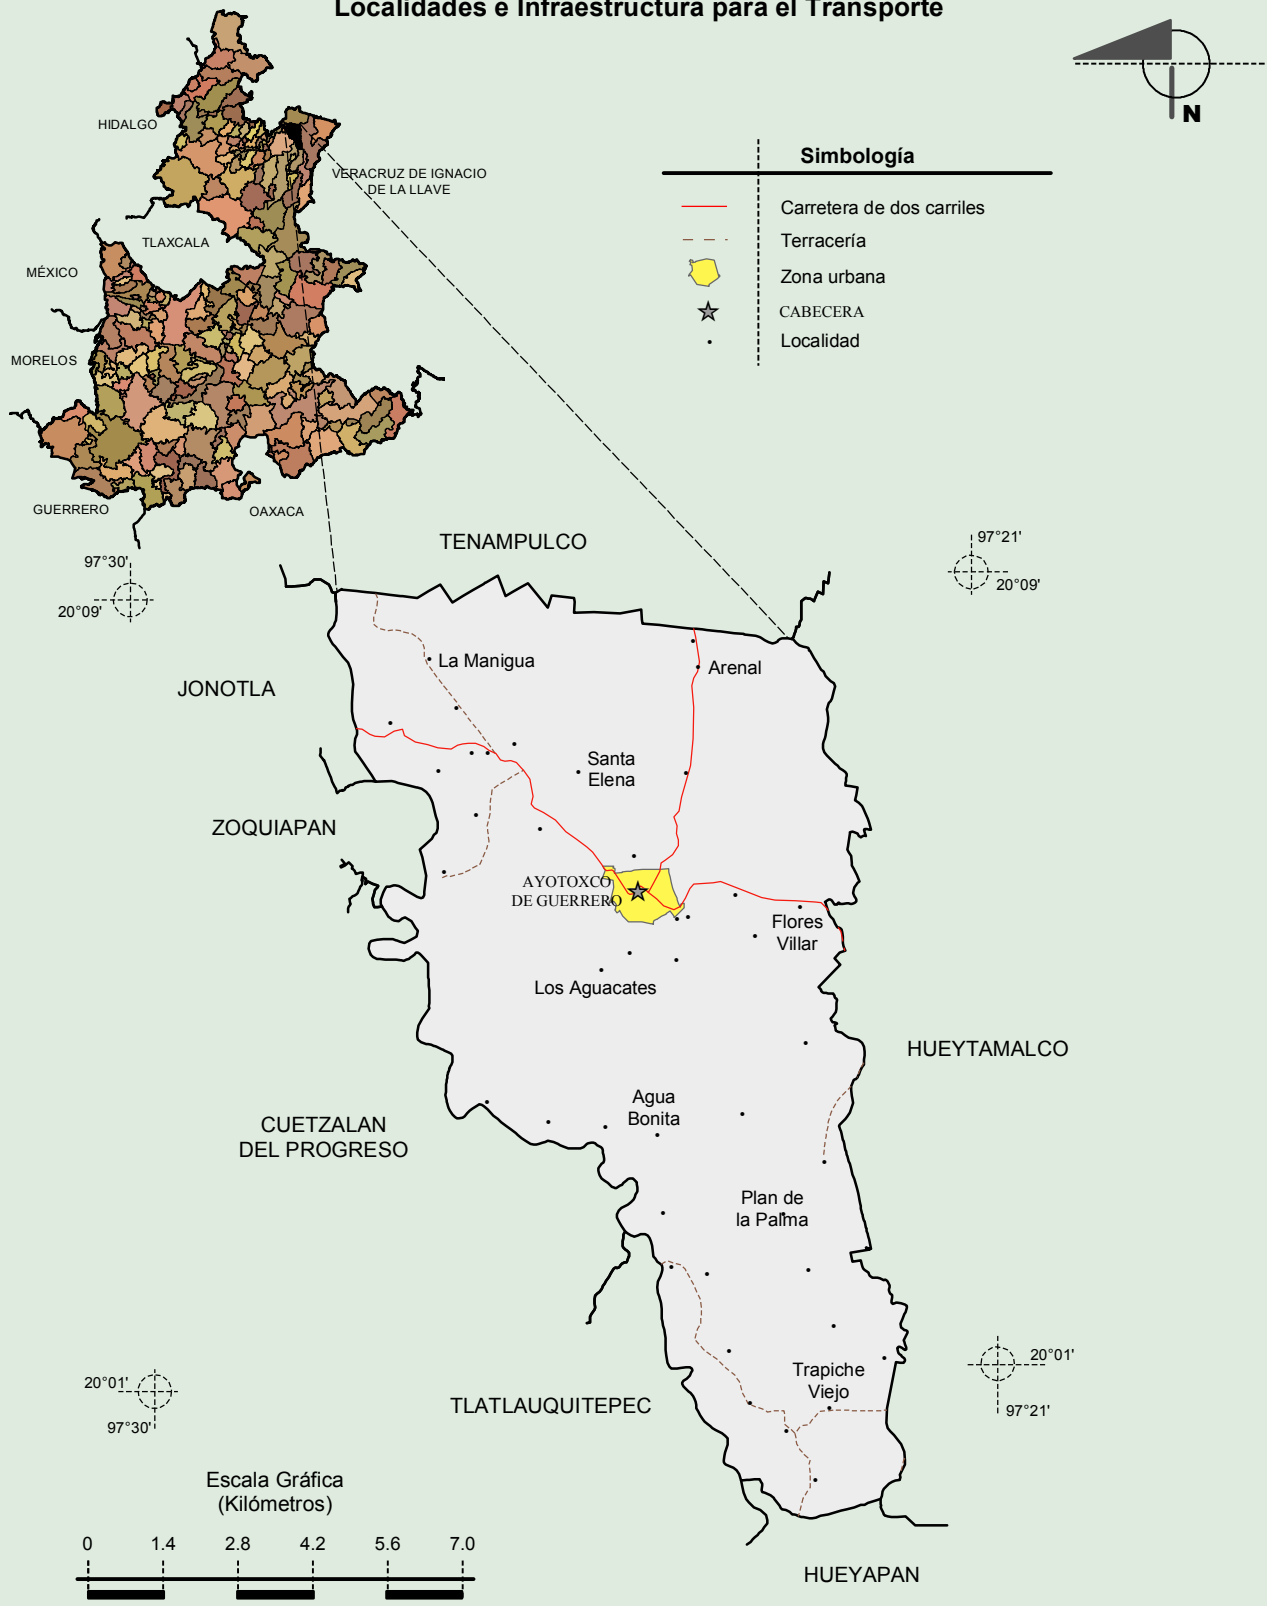 Localidades e Infraestructura para el Transporte
N
HIDALGO
VERACRUZ DE IGNACIO
DE LA LLAVE
TLAXCALA
MÉXICO
MORELOS
GUERRERO
OAXACA
Simbología
Carretera de dos carriles
Terracería
Zona urbana
CABECERA
Localidad
97°30'
20°09'
97°21'
20°09'
TENAMPULCO
JONOTLA
La Manigua
Arenal
Santa
Elena
ZOQUIAPAN
AYOTOXCO
DE GUERRERO
Flores
Villar
Los Aguacates
HUEYTAMALCO
Agua
Bonita
CUETZALAN
DEL PROGRESO
Plan de
la Palma
Trapiche
Viejo
TLATLAUQUITEPEC
20°01'
97°30'
20°01'
97°21'
Escala Gráfica
(Kilómetros)
0 1.4 2.8 4.2 5.6 7.0
HUEYAPAN